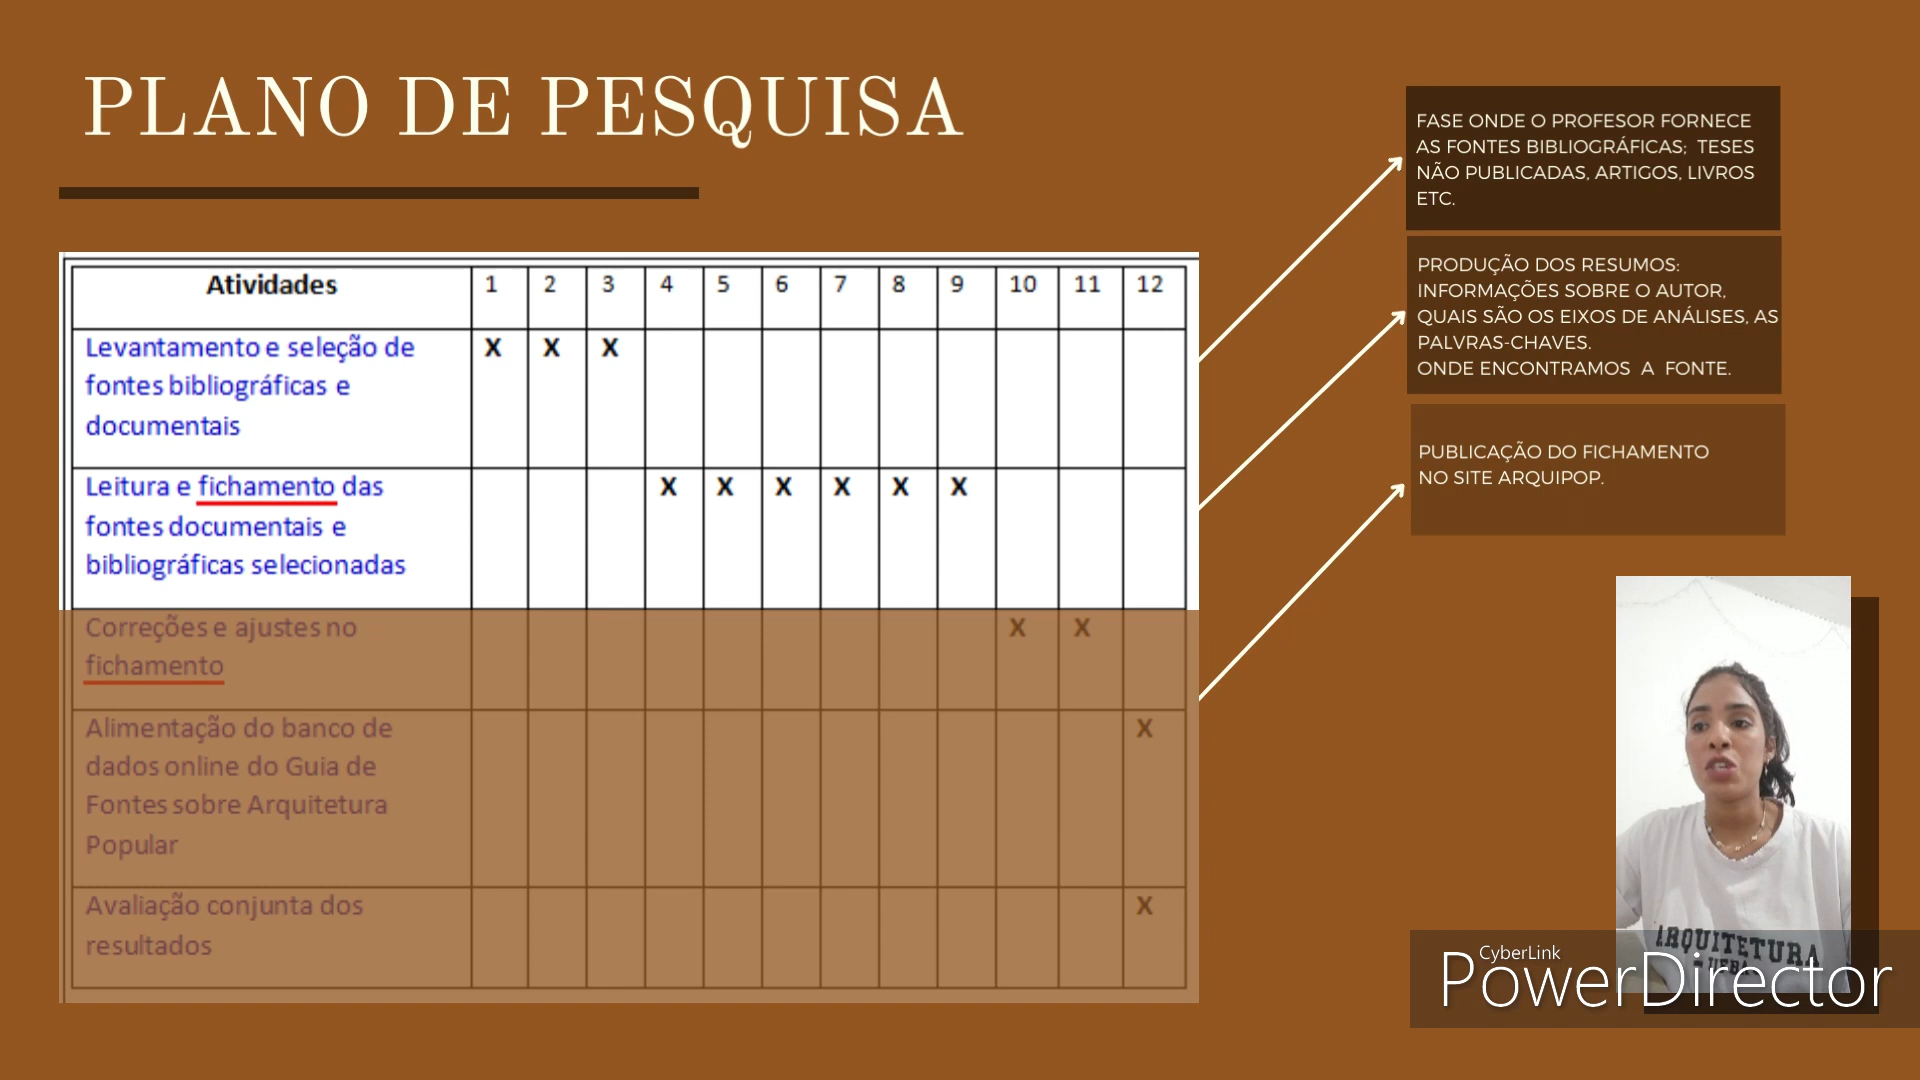 PLANO DE PESQUISA
Atividades 1 2 3 4 5 6 7 8 9 10 11 12
Levantamento e seleção de X X X
fontes bibliográficas e
documentais
Leitura e fichamento das X X X X X X
fontes documentais e
bibliográficas selecionadas
Correções e ajustes no X X
fichamento
Alimentação do banco de X
dados online do Guia de
Fontes sobre Arquitetura
Popular
Avaliação conjunta dos X
resultados
FASE ONDE O PROFESOR FORNECE
AS FONTES BIBLIOGRÁFICAS; TESES
NÃO PUBLICADAS, ARTIGOS, LIVROS
ETC.
PRODUÇÃO DOS RESUMOS:
INFORMAÇÕES SOBRE O AUTOR,
QUAIS SÃO OS EIXOS DE ANÁLISES, AS
PALVRAS-CHAVES.
ONDE ENCONTRAMOS A FONTE.
PUBLICAÇÃO DO FICHAMENTO
NO SITE ARQUIPOP.
ARQUITETURA
CyberLink
PowerDirector